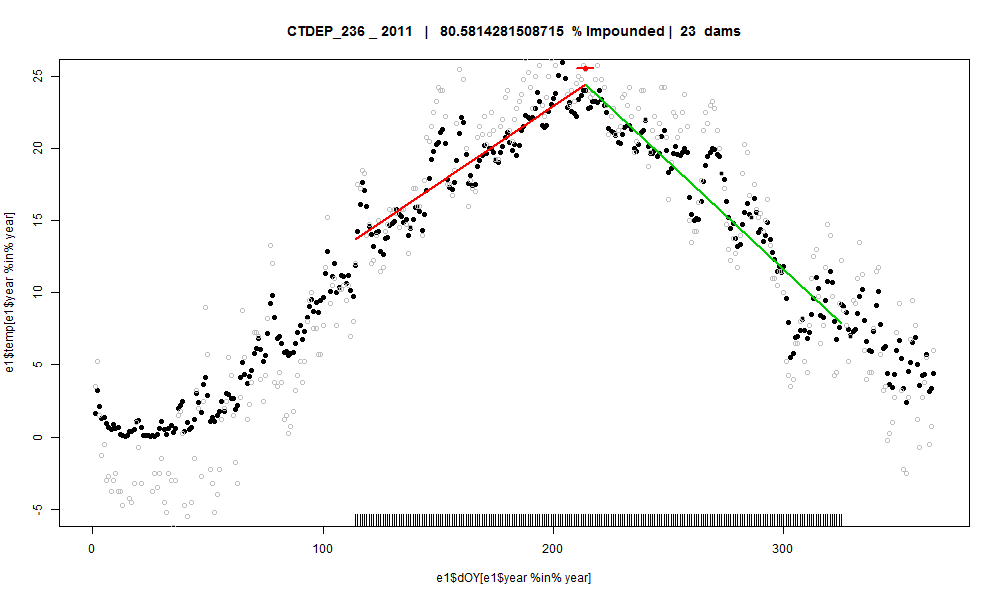 CTDEP_236 _ 2011 | 80.5814281508715 % Impounded | 23 dams
e1$temp[e1$year %in% year]
25
20
15
10
5
0
-5
0 100 200 300
e1$dOY[e1$year %in% year]